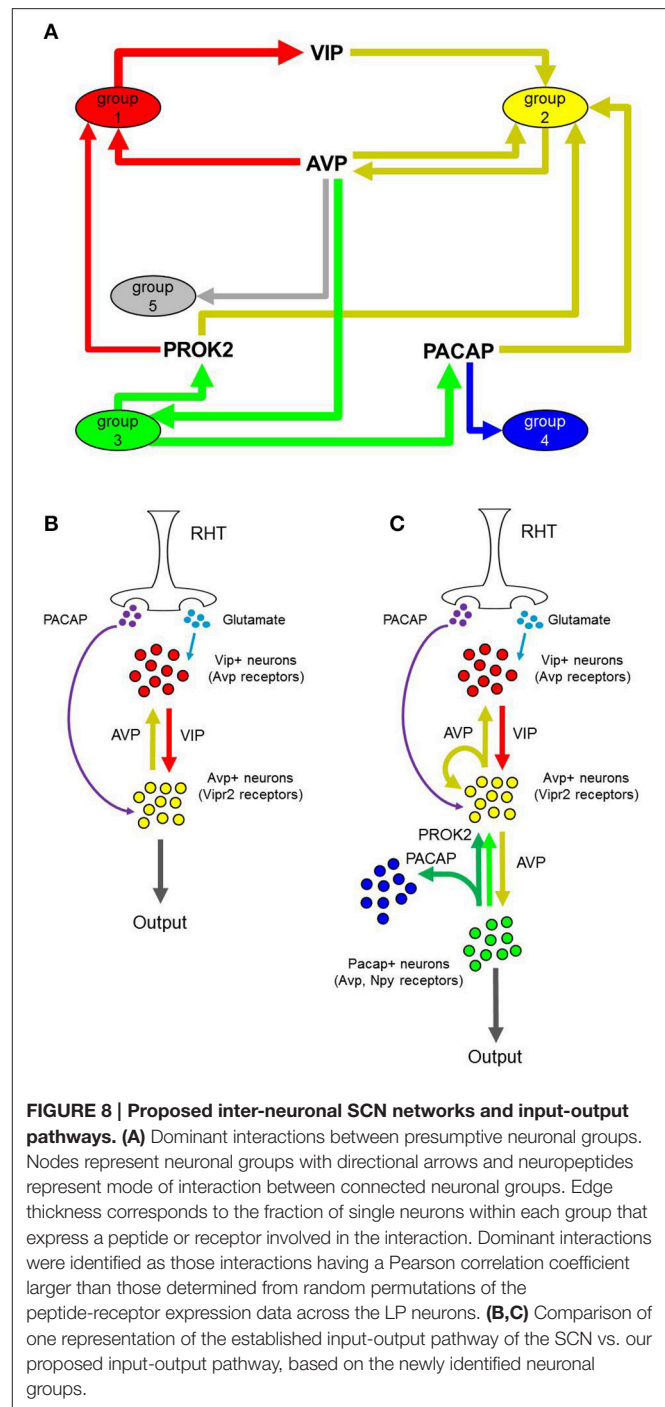 A
VIP
group
1
group
2
AVP
group
5
PROK2
PACAP
group
3
group
4
B
RHT
PACAP
Glutamate
Vip+ neurons
(Avp receptors)
AVP
VIP
Avp+ neurons
(Vipr2 receptors)
Output
C
RHT
PACAP
Glutamate
Vip+ neurons
(Avp receptors)
AVP
VIP
Avp+ neurons
(Vipr2 receptors)
PROK2
PACAP
AVP
Pacap+ neurons
(Avp, Npy receptors)
Output
FIGURE 8 | Proposed inter-neuronal SCN networks and input-output
pathways. (A) Dominant interactions between presumptive neuronal groups.
Nodes represent neuronal groups with directional arrows and neuropeptides
represent mode of interaction between connected neuronal groups. Edge
thickness corresponds to the fraction of single neurons within each group that
express a peptide or receptor involved in the interaction. Dominant interactions
were identified as those interactions having a Pearson correlation coefficient
larger than those determined from random permutations of the
peptide-receptor expression data across the LP neurons. (B,C) Comparison of
one representation of the established input-output pathway of the SCN vs. our
proposed input-output pathway, based on the newly identified neuronal
groups.